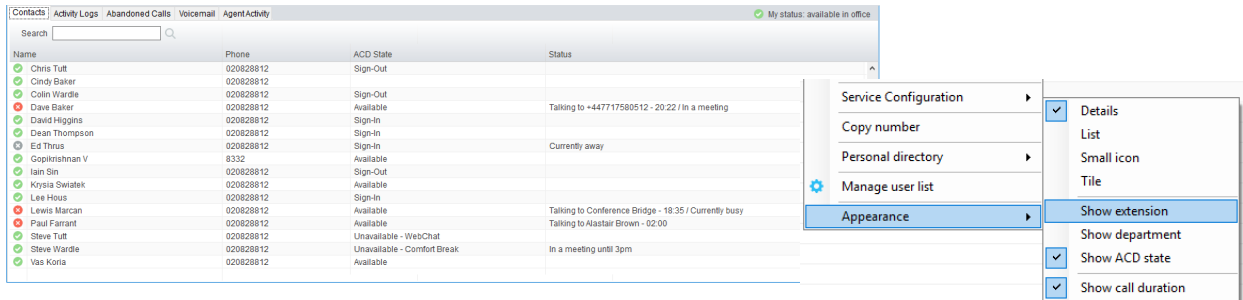 Contacts Activity Logs Abandoned Calls Voicemail Agent Activity My status: available in office
Search
Name Phone ACD State Status
Chris Tutt 020828812 Sign-Out
Cindy Baker 020828812
Colin Wardle 020828812 Sign-Out
Dave Baker 020828812 Available Talking to +447717580512 - 20:22 / In a meeting
David Higgins 020828812 Sign-In
Dean Thompson 020828812 Sign-In
Ed Thrus 020828812 Sign-In Currently away
Gopikrishnan V 8332 Available
Iain Sin 020828812 Sign-Out
Krysia Swiatek 020828812 Available
Lee Hous 020828812 Sign-In
Lewis Marcan 020828812 Available Talking to Conference Bridge - 18:35 / Currently busy
Paul Farrant 020828812 Available Talking to Alastair Brown - 02:00
Steve Tutt 020828812 Unavailable - WebChat
Steve Wardle 020828812 Unavailable - Comfort Break In a meeting until 3pm
Vas Koria 020828812 Available
Service Configuration
Copy number
Personal directory
Manage user list
Appearance
Details
List
Small icon
Tile
Show extension
Show department
Show ACD state
Show call duration